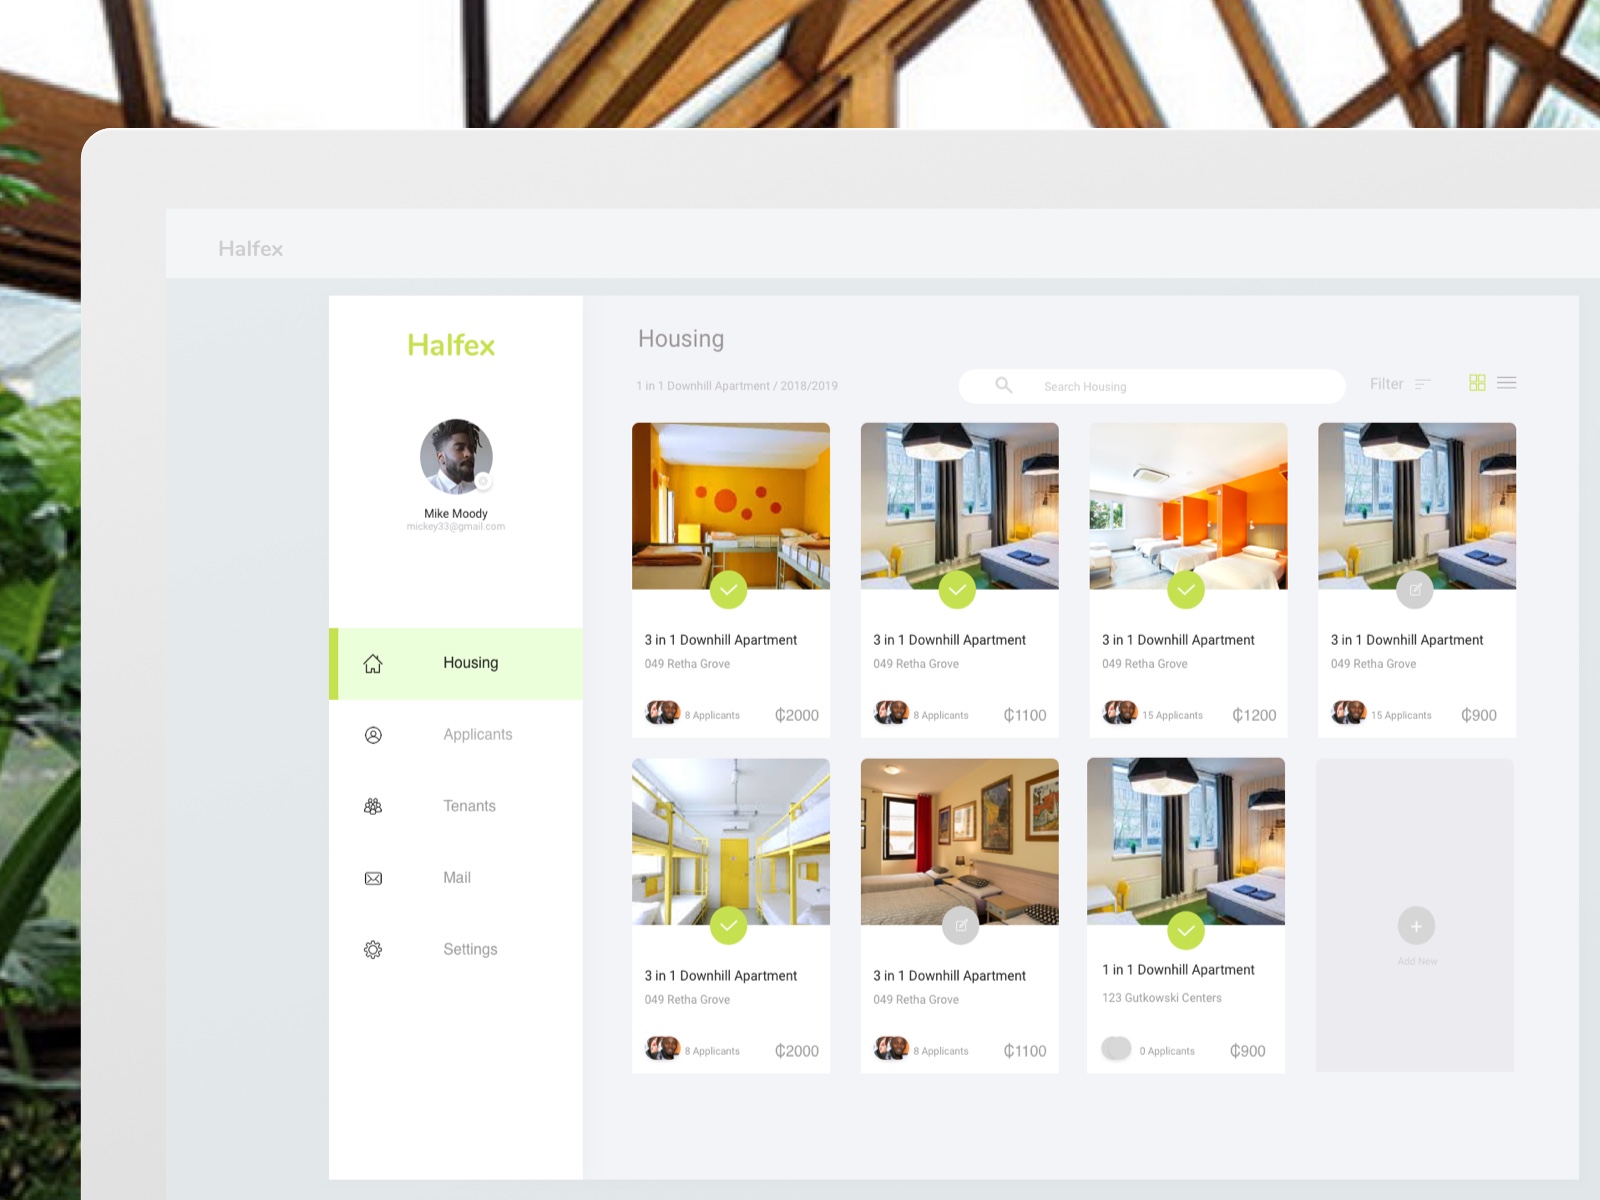 Halfex
Halfex
Mike Moody
mickey33@gmail.com
Housing
Applicants
Tenants
Mail
Settings
Housing
1 in 1 Downhill Apartment / 2018/2019
Search Housing
Filter
3 in 1 Downhill Apartment
049 Retha Grove
8 Applicants ₵2000
3 in 1 Downhill Apartment
049 Retha Grove
8 Applicants ₵1100
3 in 1 Downhill Apartment
049 Retha Grove
15 Applicants ₵1200
3 in 1 Downhill Apartment
049 Retha Grove
15 Applicants ₵900
3 in 1 Downhill Apartment
049 Retha Grove
8 Applicants ₵2000
3 in 1 Downhill Apartment
049 Retha Grove
8 Applicants ₵1100
1 in 1 Downhill Apartment
123 Gutkowski Centers
0 Applicants ₵900
Add New